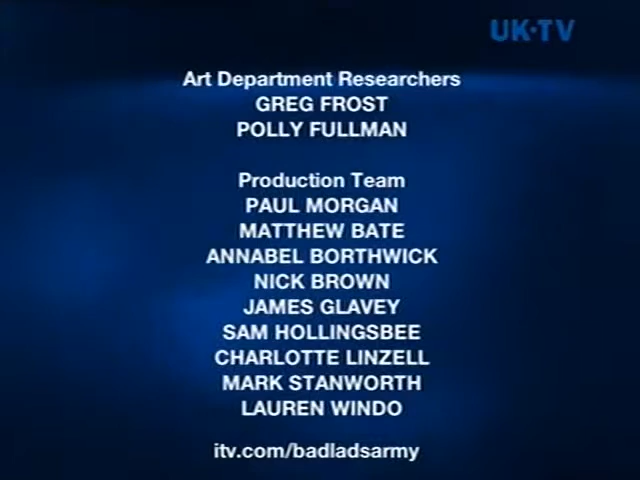 UK·TV
Art Department Researchers
GREG FROST
POLLY FULLMAN
Production Team
PAUL MORGAN
MATTHEW BATE
ANNABEL BORTHWICK
NICK BROWN
JAMES GLAVEY
SAM HOLLINGSBEE
CHARLOTTE LINZELL
MARK STANWORTH
LAUREN WINDO
itv.com/badladsarmy